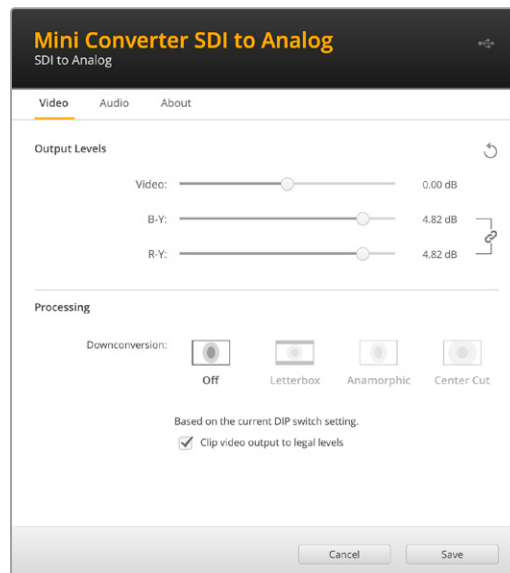 Mini Converter SDI to Analog
SDI to Analog
Video Audio About
Output Levels
Video: 0.00 dB
B-Y: 4.82 dB
R-Y: 4.82 dB
Processing
Downconversion:
Off Letterbox Anamorphic Center Cut
Based on the current DIP switch setting.
Clip video output to legal levels
Cancel Save